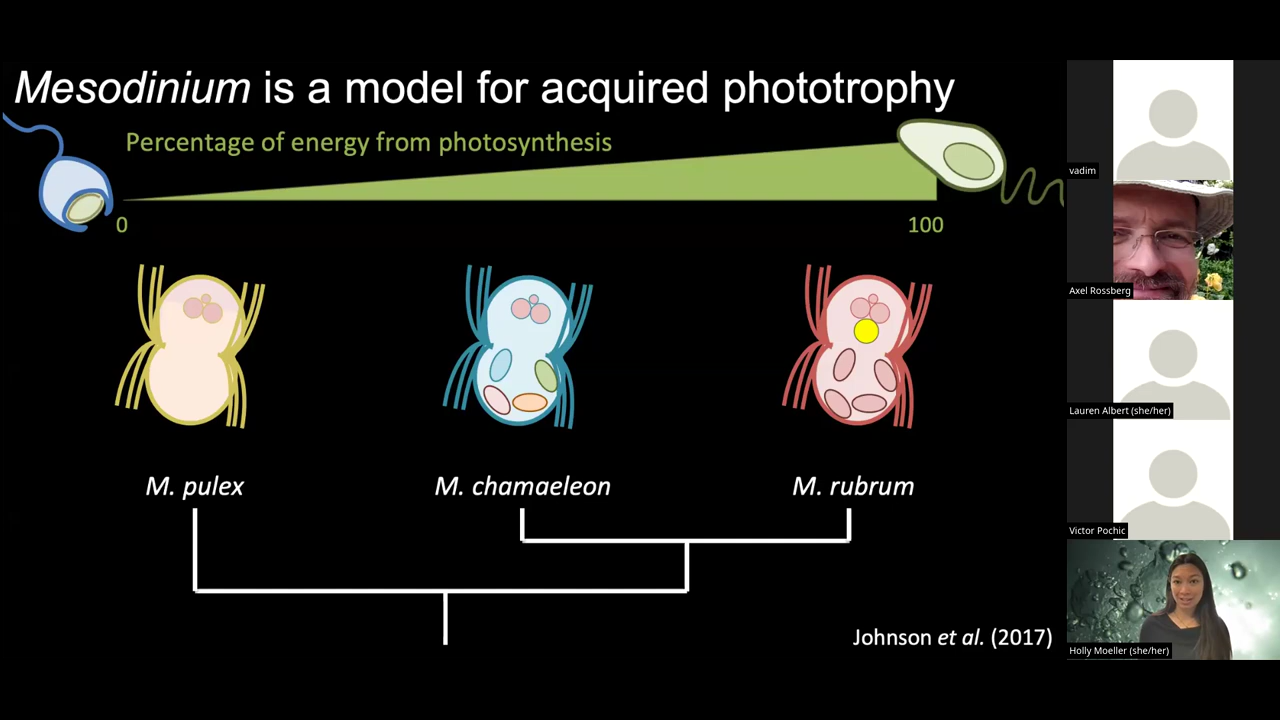 Mesodinium is a model for acquired phototrophy
Percentage of energy from photosynthesis
0
100
M. pulex
M. chamaeleon
M. rubrum
Johnson et al. (2017)
vadim
Axel Rossberg
Lauren Albert (she/her)
Victor Pochic
Holly Moeller (she/her)